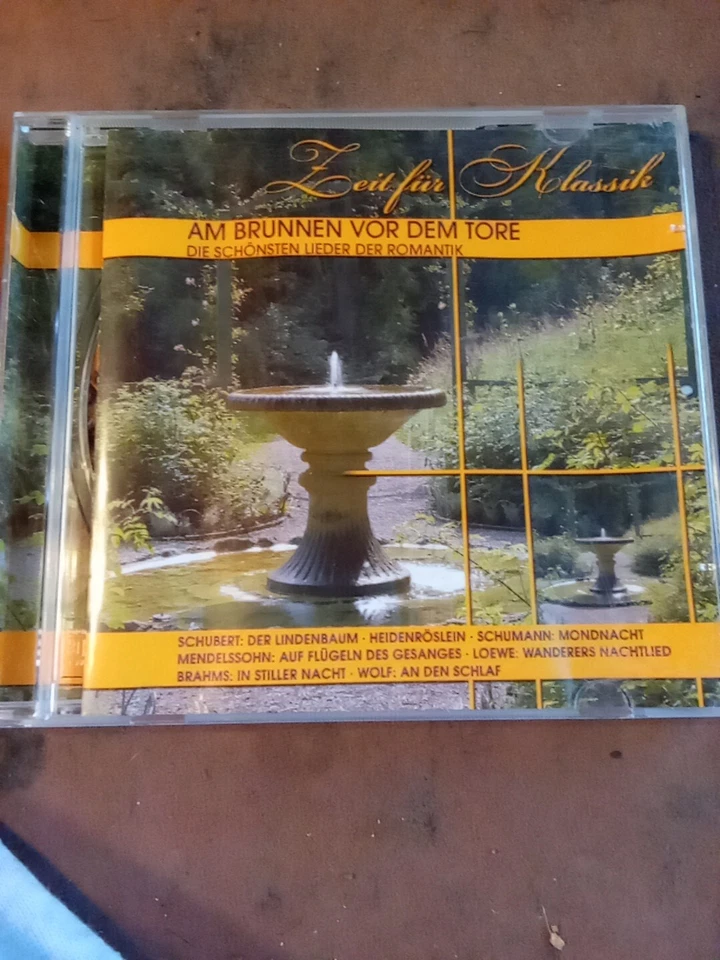 Zeit für Klassik
AM BRUNNEN VOR DEM TORE
DIE SCHÖNSTEN LIEDER DER ROMANTIK
SCHUBERT: DER LINDENBAUM · HEIDENRÖSLEIN · SCHUMANN: MONDNACHT
MENDELSSOHN: AUF FLÜGELN DES GESANGES · LOEWE: WANDERERS NACHTLIED
BRAHMS: IN STILLER NACHT · WOLF: AN DEN SCHLAF